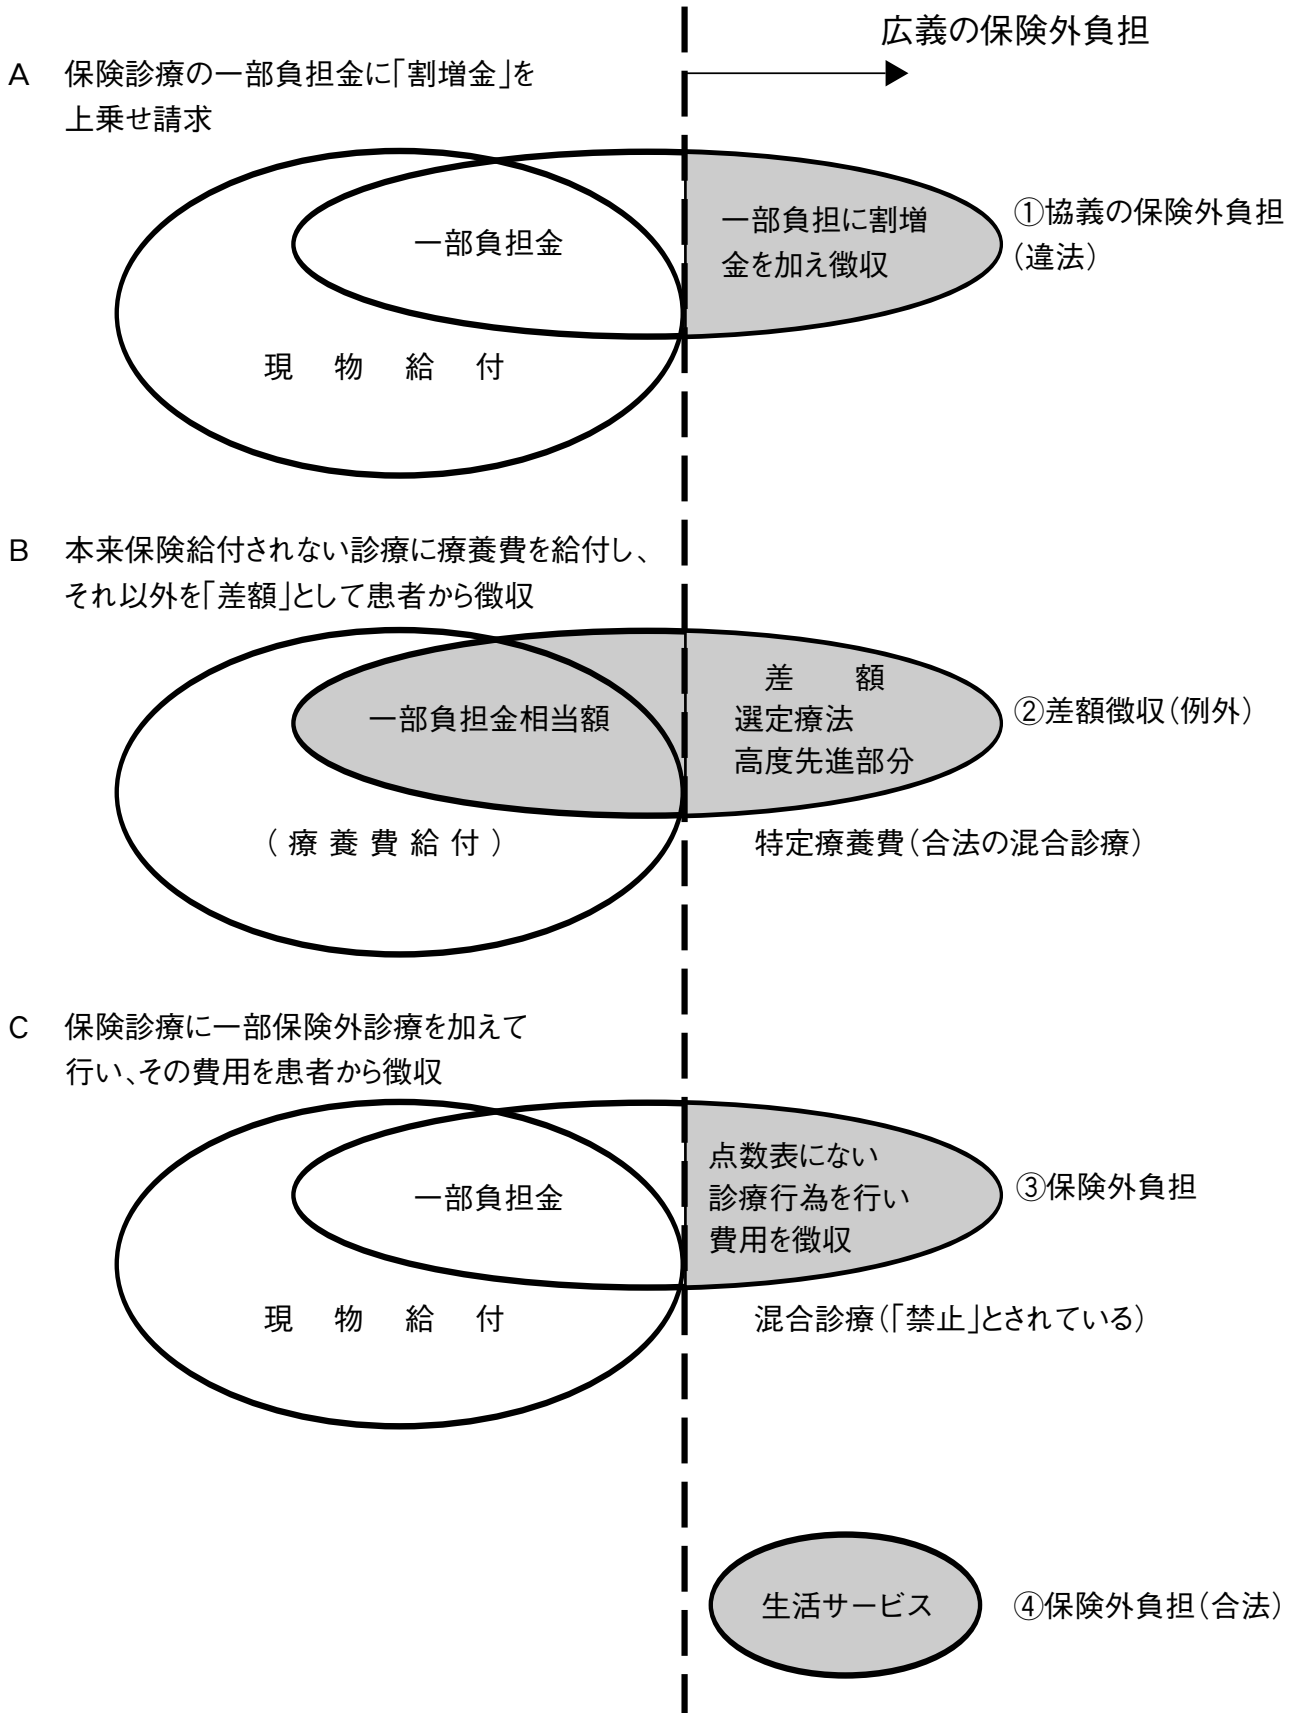 広義の保険外負担
A 保険診療の一部負担金に「割増金」を
上乗せ請求
一部負担金
一部負担に割増
金を加え徴収
①協義の保険外負担
(違法)
現物給付
B 本来保険給付されない診療に療養費を給付し、
それ以外を「差額」として患者から徴収
一部負担金相当額
差額
選定療法
高度先進部分
②差額徴収(例外)
(療養費給付)
特定療養費(合法の混合診療)
C 保険診療に一部保険外診療を加えて
行い、その費用を患者から徴収
一部負担金
点数表にない
診療行為を行い
費用を徴収
③保険外負担
現物給付
混合診療(「禁止」とされている)
生活サービス
④保険外負担(合法)